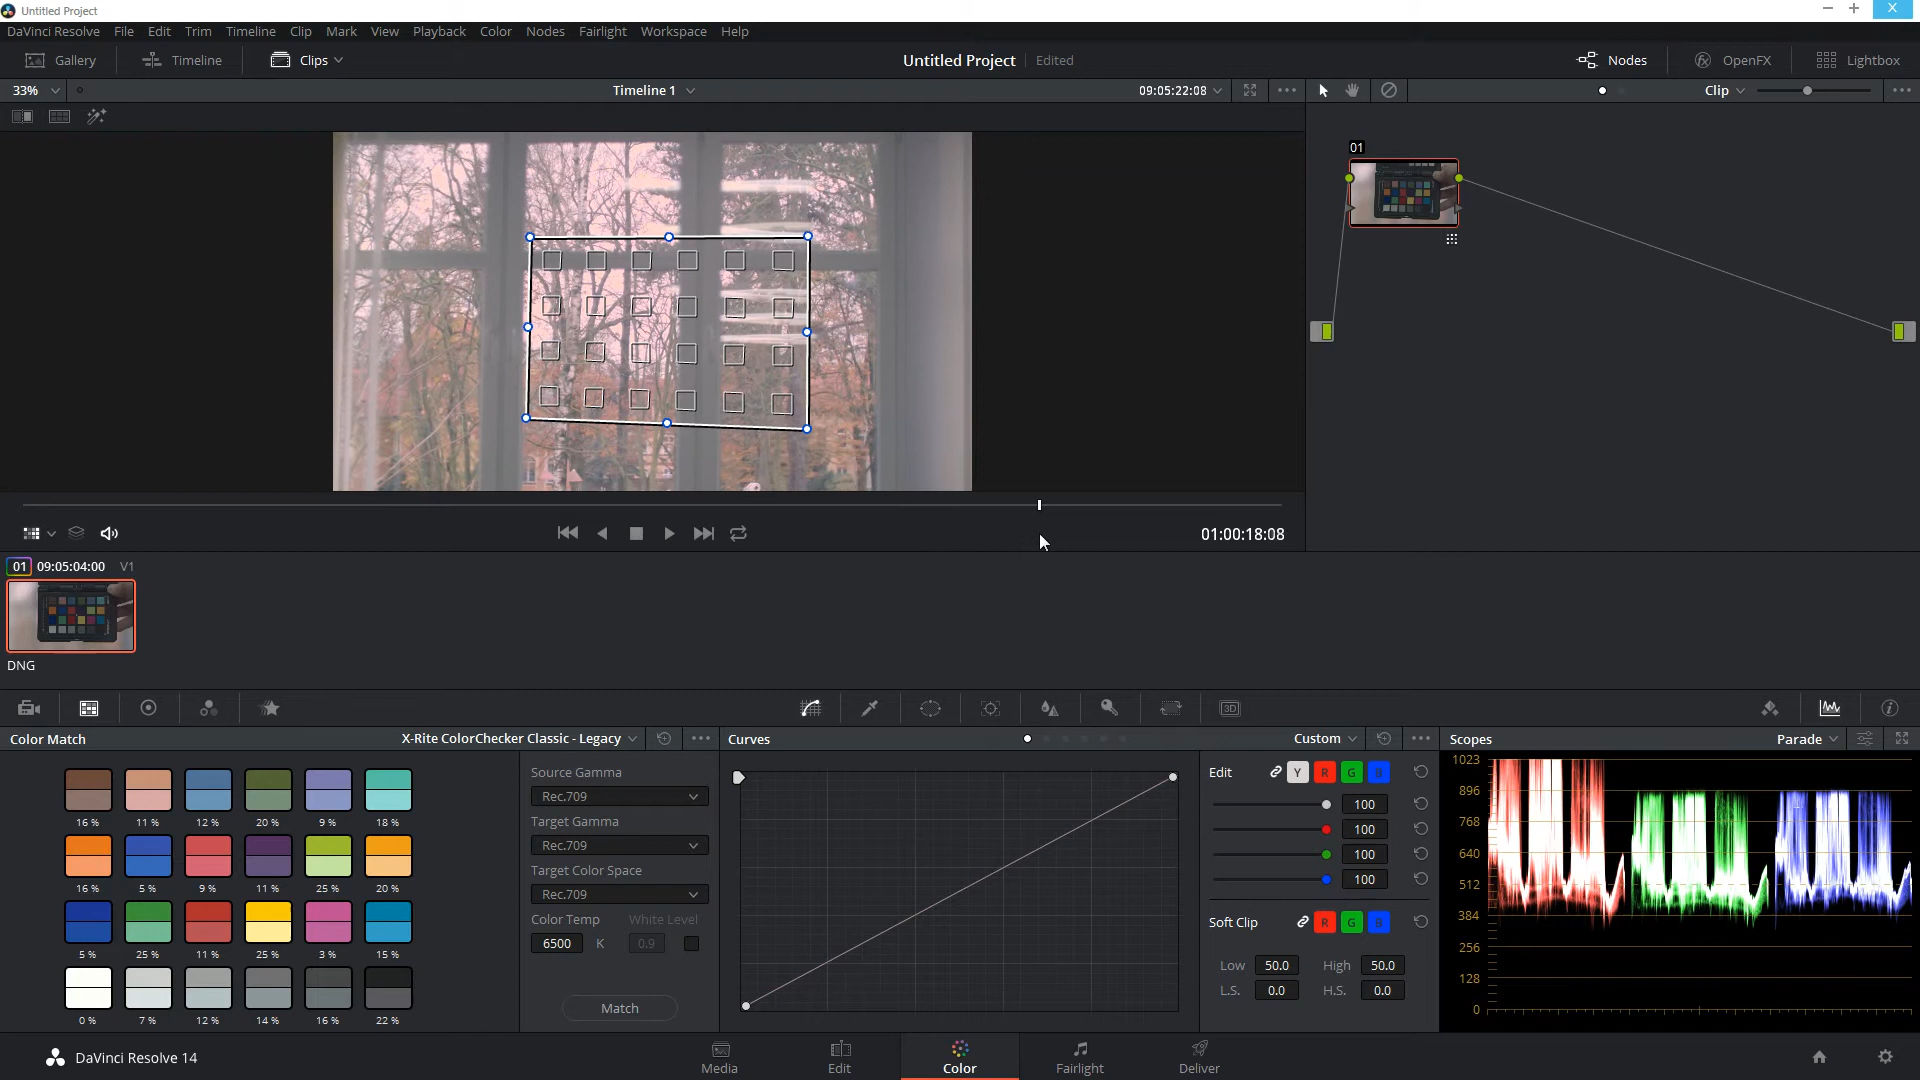 Untitled Project
DaVinci Resolve File Edit Trim Timeline Clip Mark View Playback Color Nodes Fairlight Workspace Help
Gallery Timeline Clips Untitled Project Edited Nodes OpenFX Lightbox
33% Timeline 1 09:05:22:08 Clip
01
01:00:18:08
01 09:05:04:00 V1
DNG
3D
Color Match X-Rite ColorChecker Classic - Legacy Curves Custom Scopes Parade
16 % 11 % 12 % 20 % 9 % 18 %
16 % 5 % 9 % 11 % 25 % 20 %
5 % 25 % 11 % 25 % 3 % 15 %
0 % 7 % 12 % 14 % 16 % 22 %
Source Gamma
Rec.709
Target Gamma
Rec.709
Target Color Space
Rec.709
Color Temp White Level
6500 K 0.9
Match
Edit Y R G B
100
100
100
100
Soft Clip R G B
Low 50.0 High 50.0
L.S. 0.0 H.S. 0.0
1023
896
768
640
512
384
256
128
0
DaVinci Resolve 14 Media Edit Color Fairlight Deliver